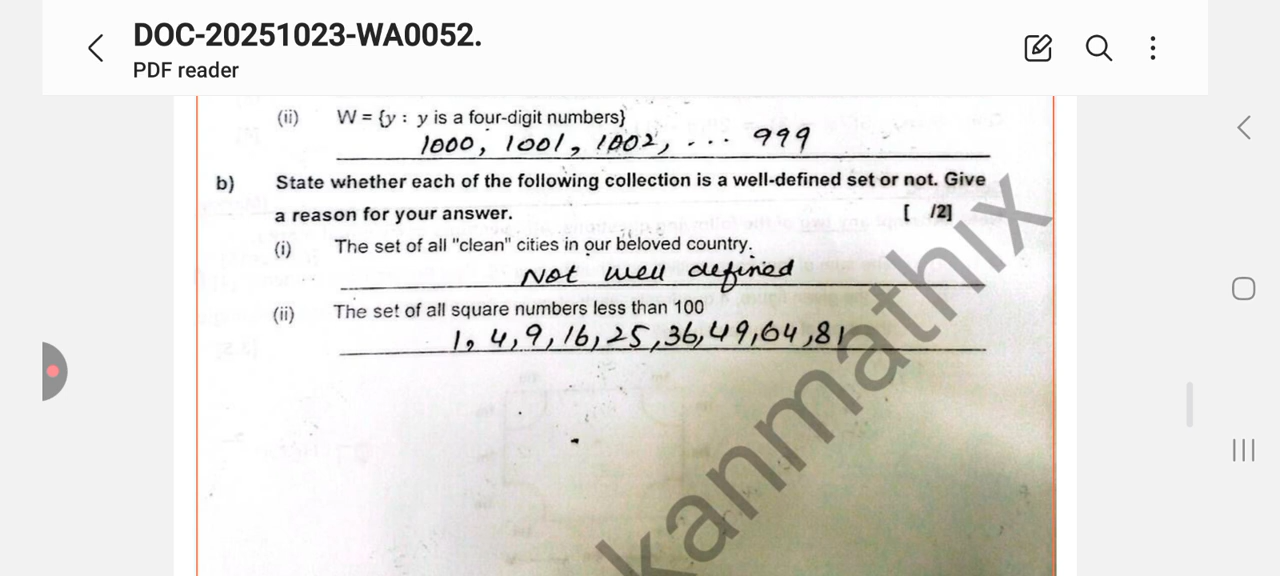 DOC-20251023-WA0052.
PDF reader
(ii) W = {y : y is a four-digit numbers}
1000, 1001, 1002, ... 999
b) State whether each of the following collection is a well-defined set or not. Give
a reason for your answer. [ /2]
(i) The set of all "clean" cities in our beloved country.
Not well defined
(ii) The set of all square numbers less than 100
1, 4, 9, 16, 25, 36, 49, 64, 81
kanmathix